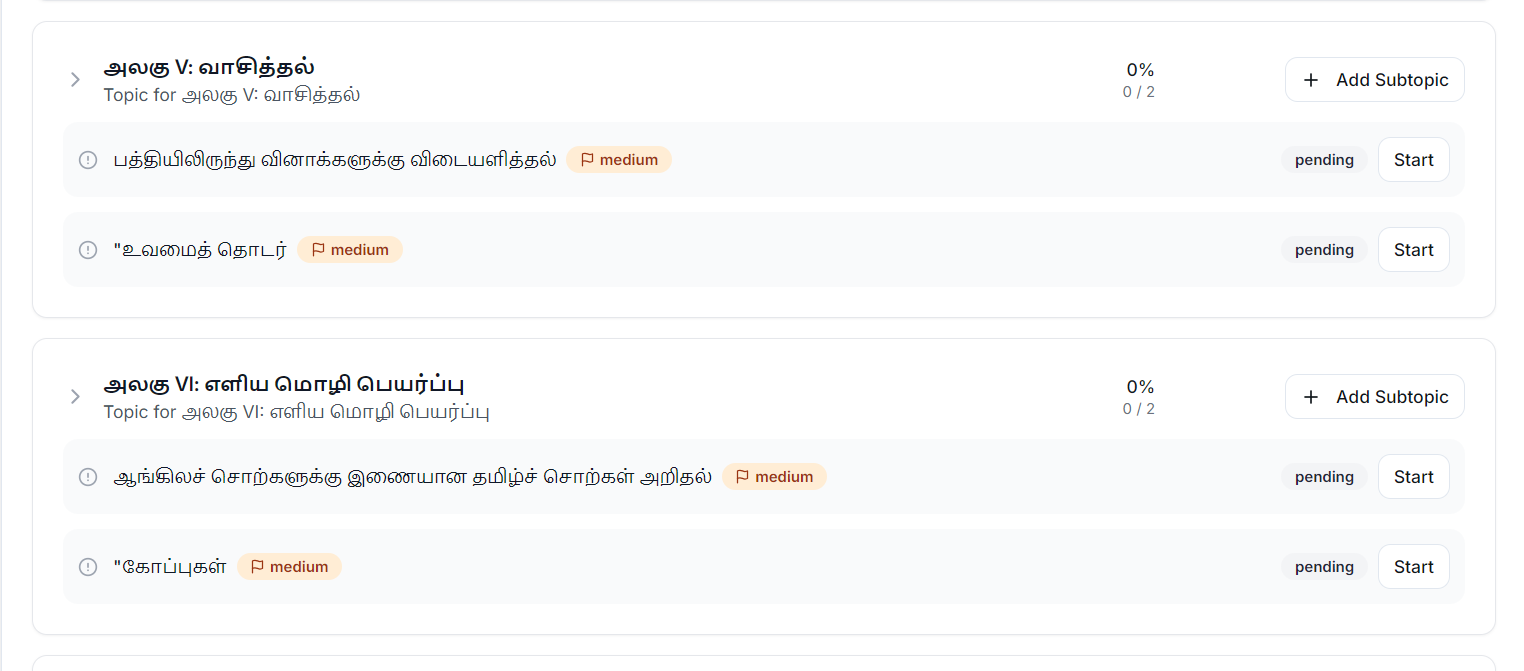 அலகு V: வாசித்தல்
Topic for அலகு V: வாசித்தல்
0%
0 / 2
Add Subtopic
பத்தியிலிருந்து வினாக்களுக்கு விடையளித்தல் medium pending Start
"உவமைத் தொடர் medium pending Start
அலகு VI: எளிய மொழி பெயர்ப்பு
Topic for அலகு VI: எளிய மொழி பெயர்ப்பு
0%
0 / 2
Add Subtopic
ஆங்கிலச் சொற்களுக்கு இணையான தமிழ்ச் சொற்கள் அறிதல் medium pending Start
"கோப்புகள் medium pending Start